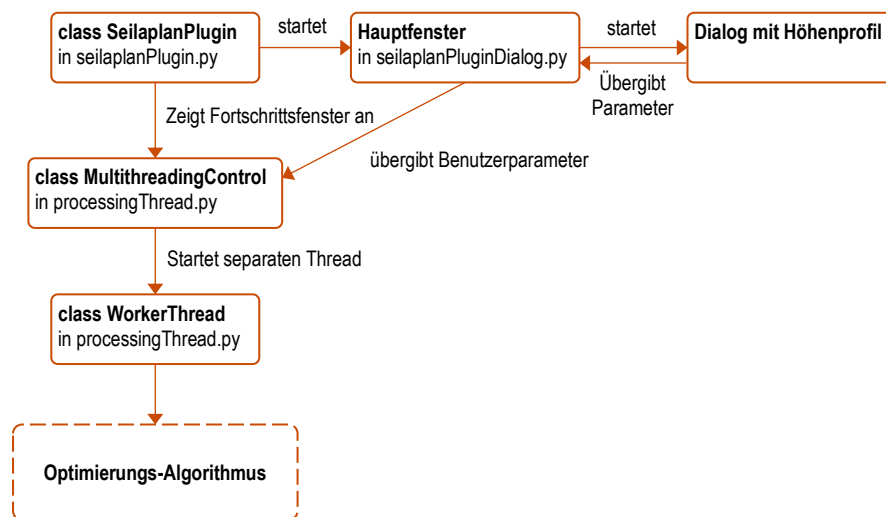 class SeilaplanPlugin
in seilaplanPlugin.py
startet
Hauptfenster
in seilaplanPluginDialog.py
startet
Dialog mit Höhenprofil
Übergibt
Parameter
Zeigt Fortschrittsfenster an
übergibt Benutzerparameter
class MultithreadingControl
in processingThread.py
Startet separaten Thread
class WorkerThread
in processingThread.py
Optimierungs-Algorithmus